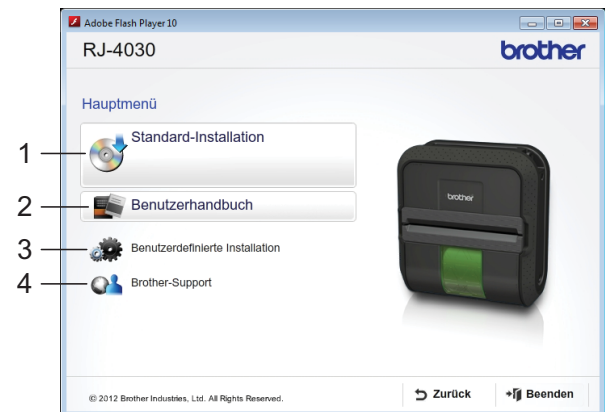 Adobe Flash Player 10
RJ-4030
brother
Hauptmenü
1
Standard-Installation
2
Benutzerhandbuch
3
Benutzerdefinierte Installation
4
Brother-Support
brother
© 2012 Brother Industries, Ltd. All Rights Reserved.
Zurück
Beenden